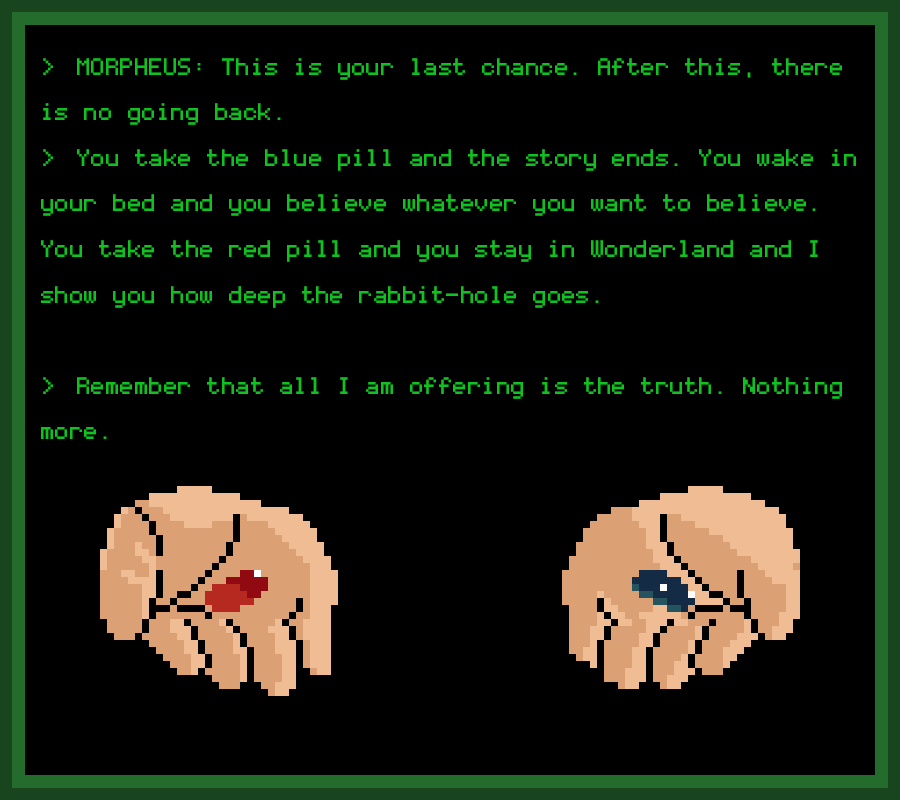 > MORPHEUS: This is your last chance. After this, there
is no going back.
> You take the blue pill and the story ends. You wake in
your bed and you believe whatever you want to believe.
You take the red pill and you stay in Wonderland and I
show you how deep the rabbit-hole goes.
> Remember that all I am offering is the truth. Nothing
more.